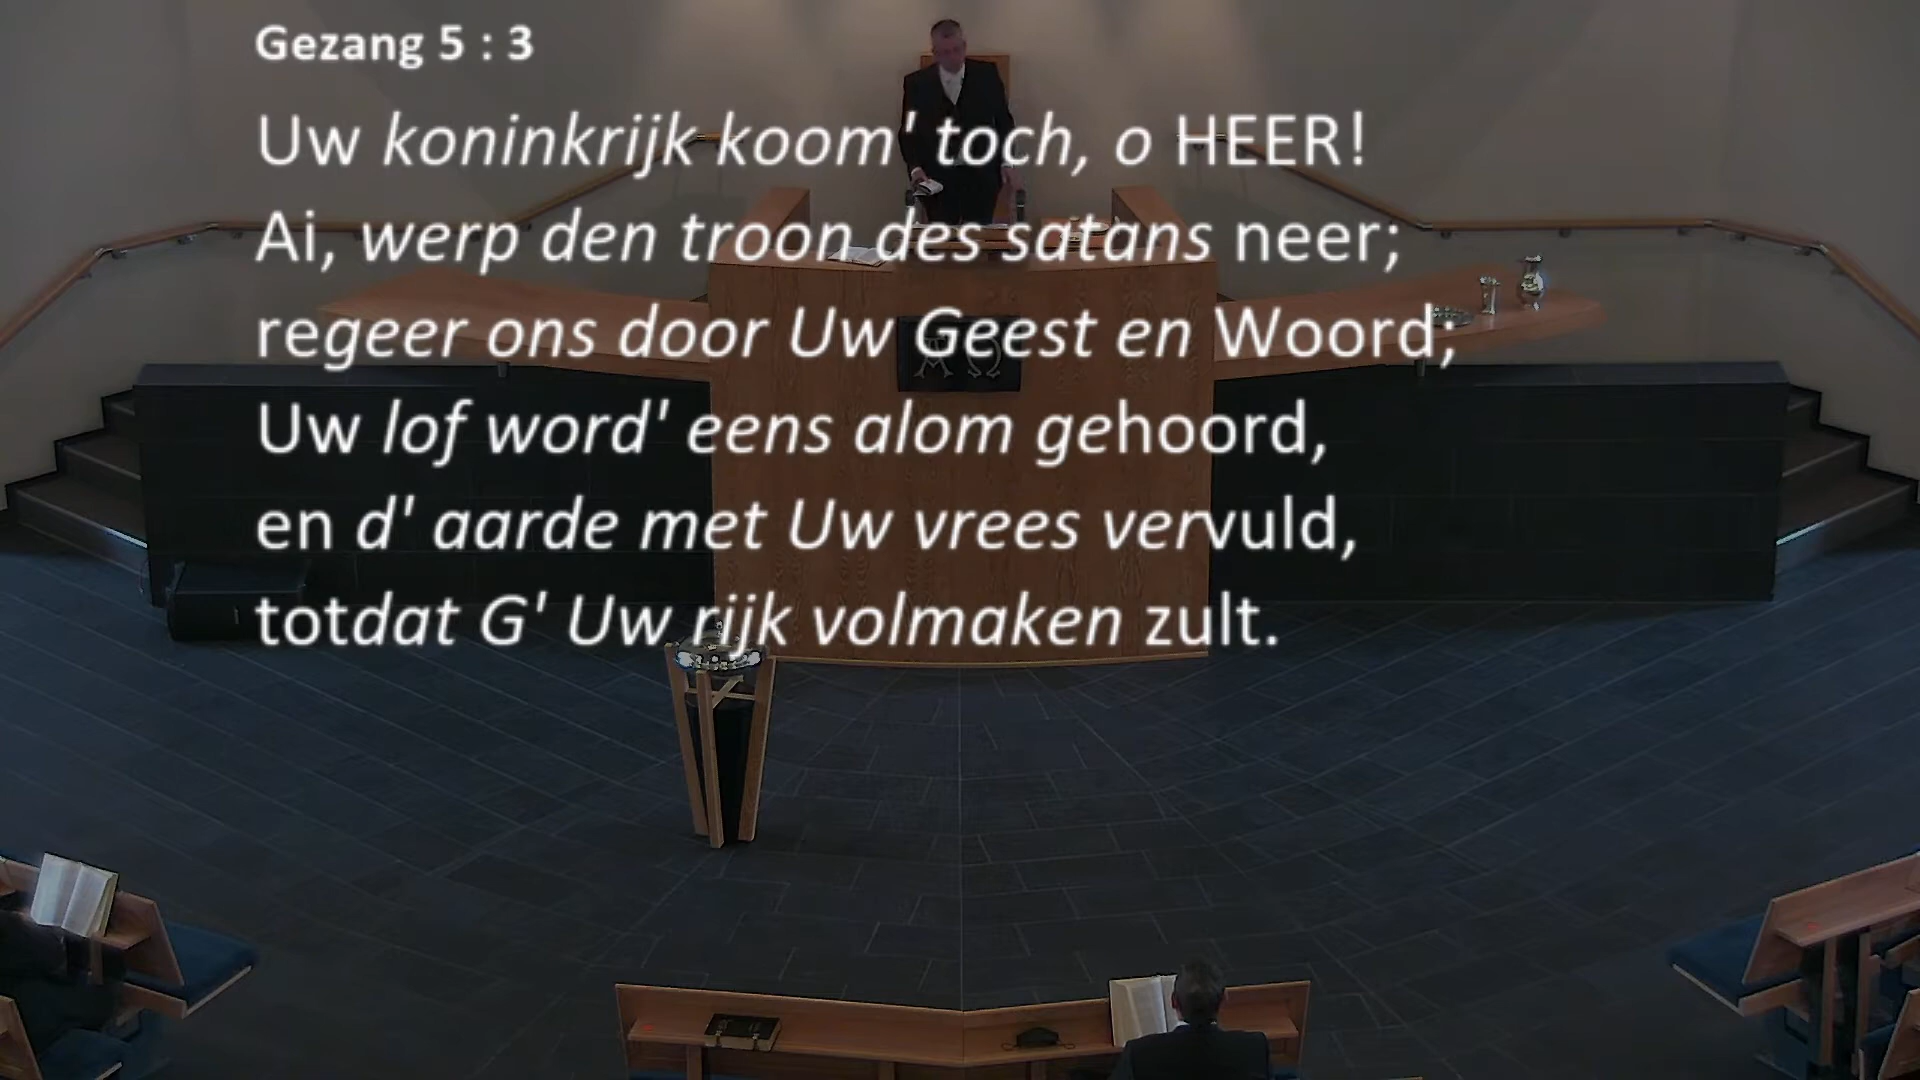 Gezang 5 : 3
Uw koninkrijk koom' toch, o HEER!
Ai, werp den troon des satans neer;
regeer ons door Uw Geest en Woord;
Uw lof word' eens alom gehoord,
en d' aarde met Uw vrees vervuld,
totdat G' Uw rijk volmaken zult.
Α Ω